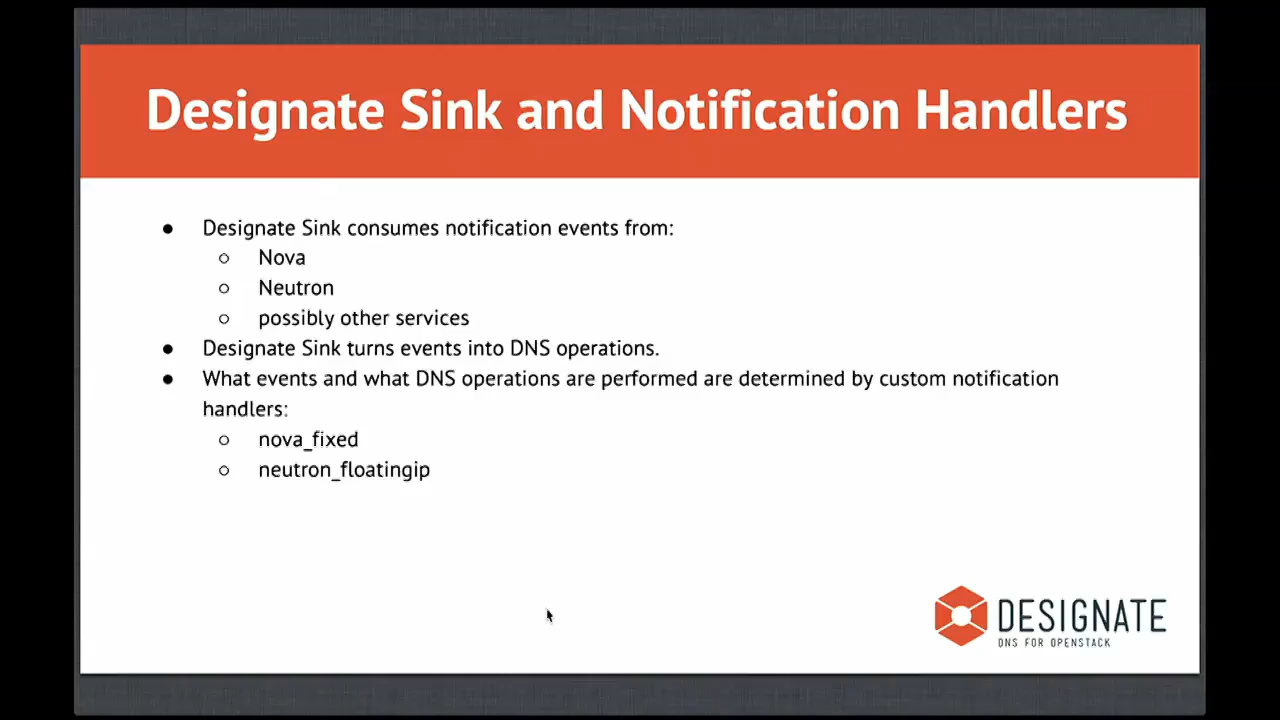 Designate Sink and Notification Handlers
● Designate Sink consumes notification events from:
○ Nova
○ Neutron
○ possibly other services
● Designate Sink turns events into DNS operations.
● What events and what DNS operations are performed are determined by custom notification
handlers:
○ nova_fixed
○ neutron_floatingip
DESIGNATE
DNS FOR OPENSTACK